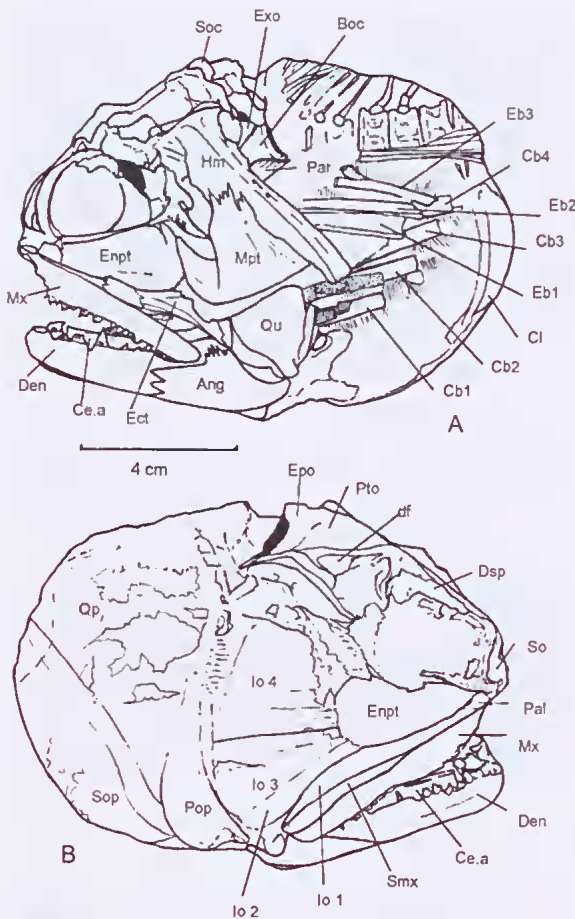 Soc
Exo
Boc
Eb3
Hm
Par
Cb4
Eb2
Cb3
Enpt
Mpt
Eb1
Mx
Qu
Cl
Den
Ang
Cb2
Ce.a
Ect
Cb1
A
4 cm
Epo
Pto
df
Dsp
Qp
So
Io 4
Enpt
Pal
Mx
Io 3
Sop
Pop
Den
B
Ce.a
Smx
Io 2
Io 1